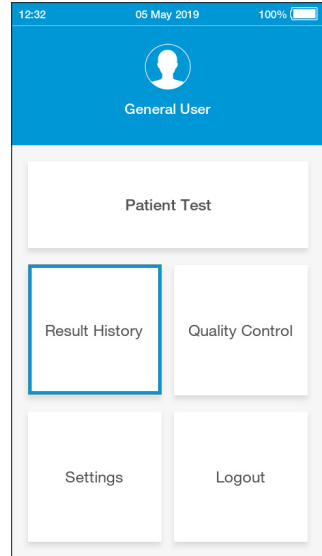 12:32 05 May 2019 100%
General User
Patient Test
Result History Quality Control
Settings Logout